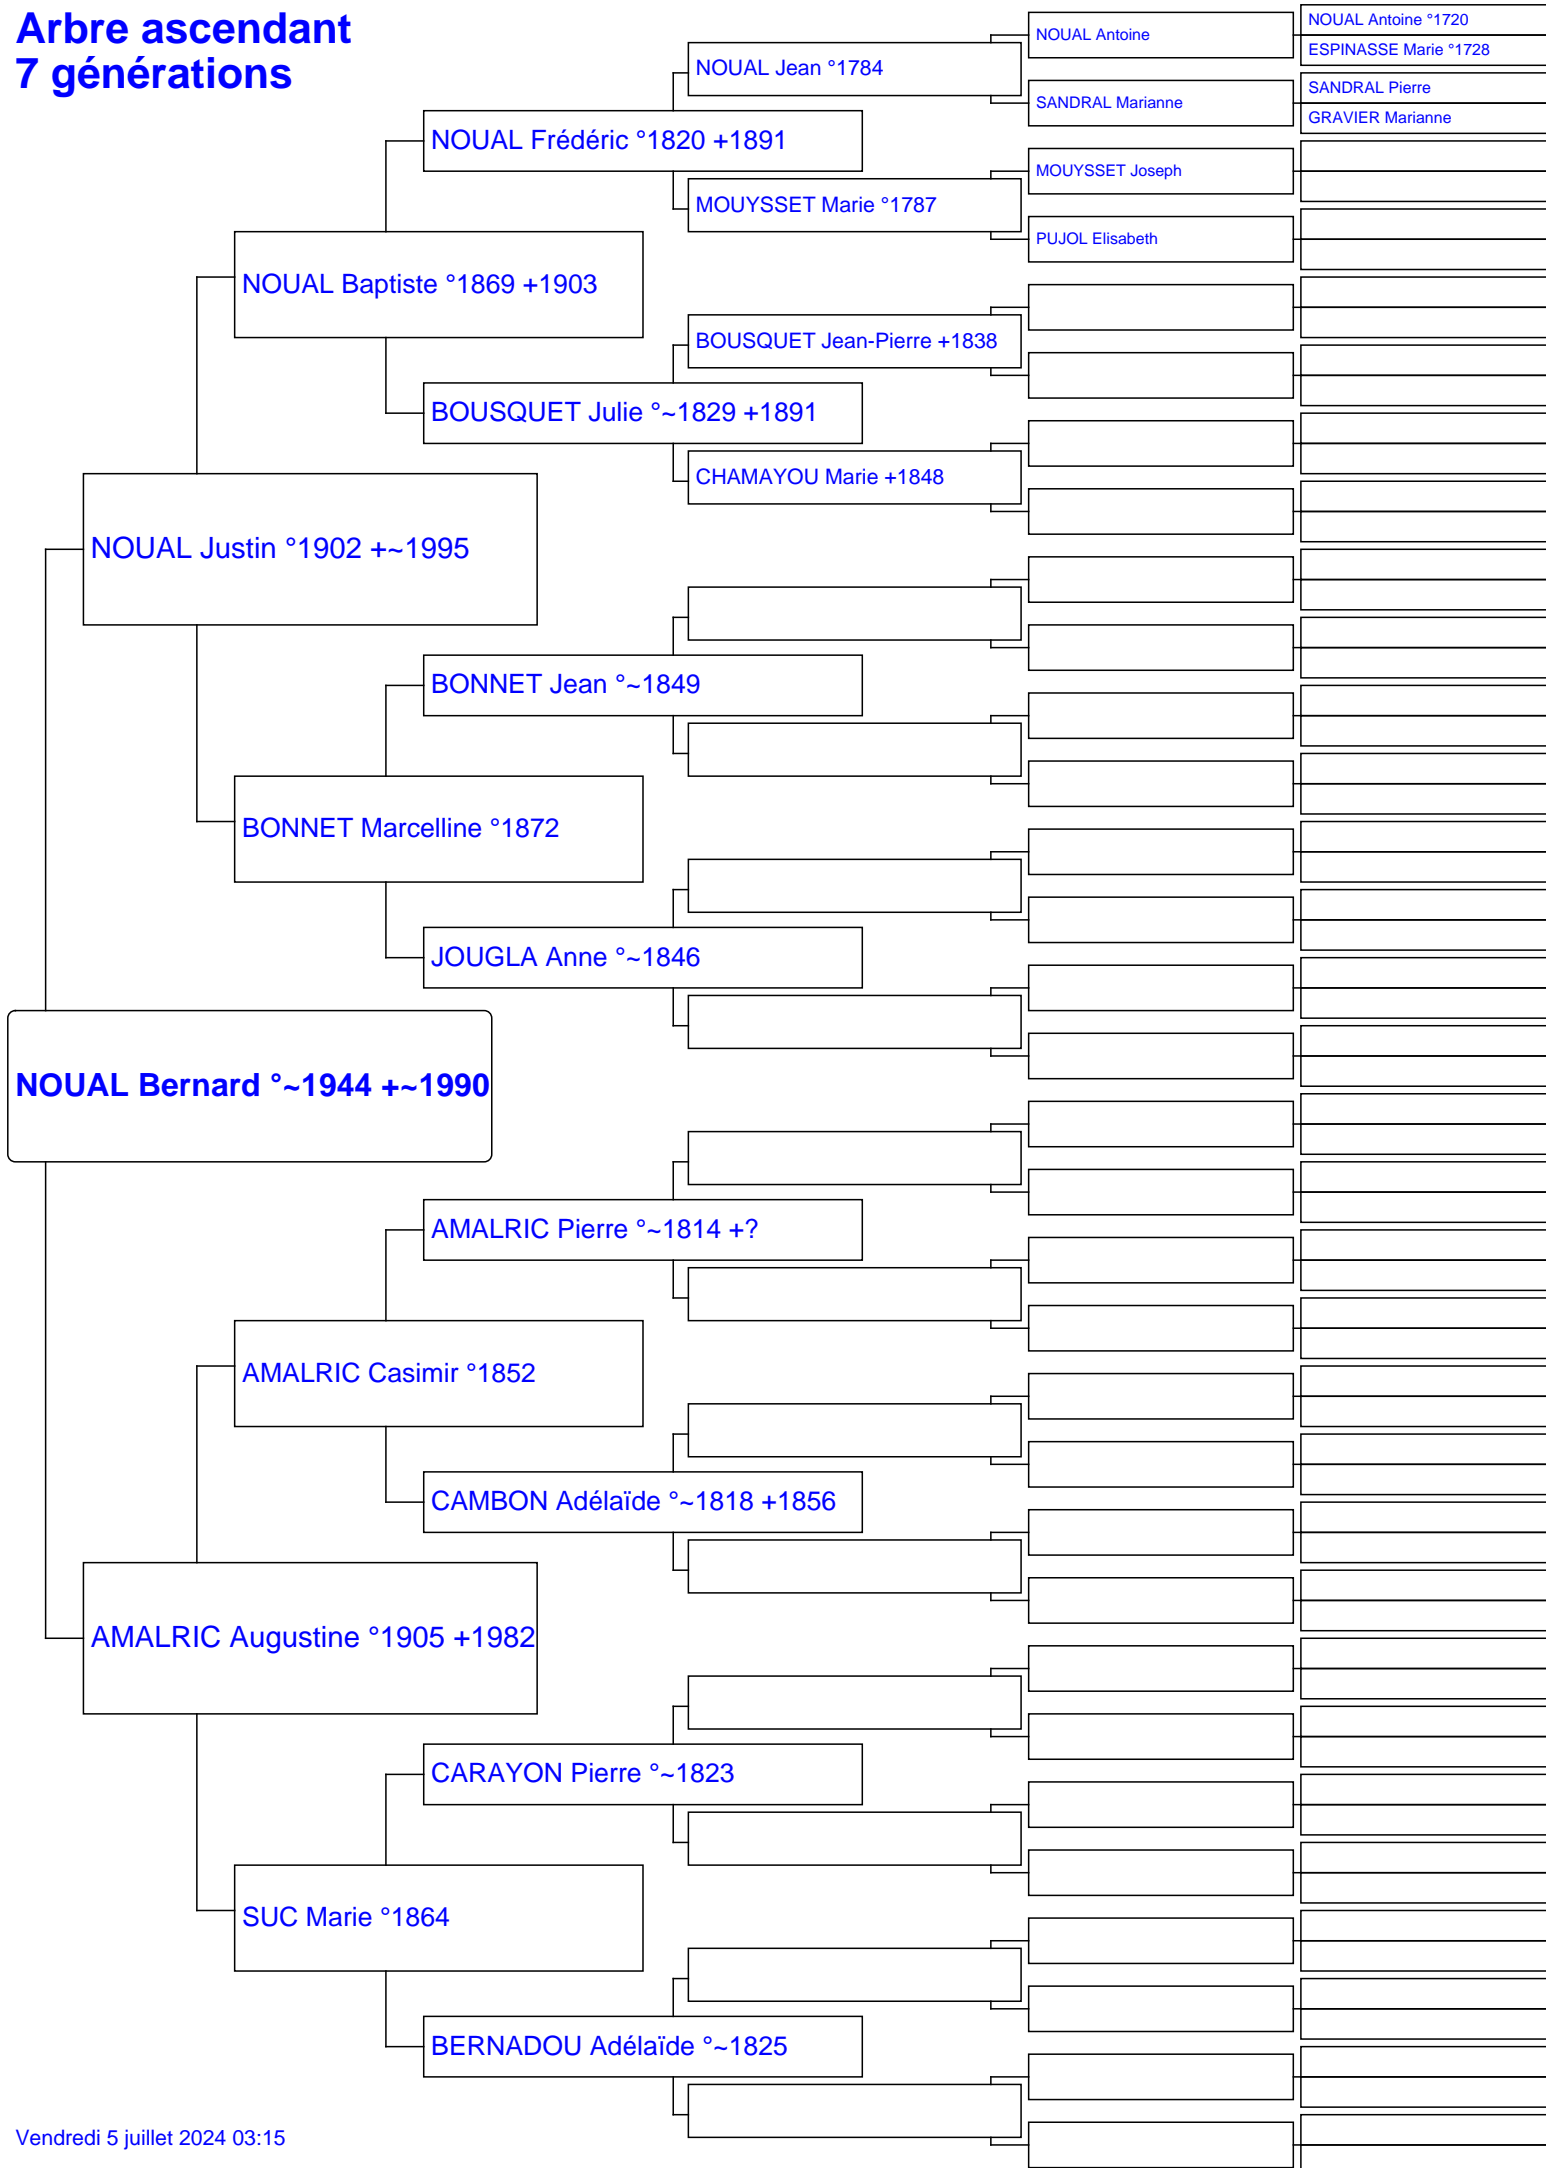 Arbre ascendant
7 générations
NOUAL Antoine °1720
ESPINASSE Marie °1728
NOUAL Antoine
NOUAL Jean °1784
SANDRAL Pierre
SANDRAL Marianne
GRAVIER Marianne
NOUAL Frédéric °1820 +1891
MOUYSSET Joseph
MOUYSSET Marie °1787
PUJOL Elisabeth
NOUAL Baptiste °1869 +1903
BOUSQUET Jean-Pierre +1838
BOUSQUET Julie °~1829 +1891
CHAMAYOU Marie +1848
NOUAL Justin °1902 +~1995
BONNET Jean °~1849
BONNET Marcelline °1872
JOUGLA Anne °~1846
NOUAL Bernard °~1944 +~1990
AMALRIC Pierre °~1814 +?
AMALRIC Casimir °1852
CAMBON Adélaïde °~1818 +1856
AMALRIC Augustine °1905 +1982
CARAYON Pierre °~1823
SUC Marie °1864
BERNADOU Adélaïde °~1825
Vendredi 5 juillet 2024 03:15